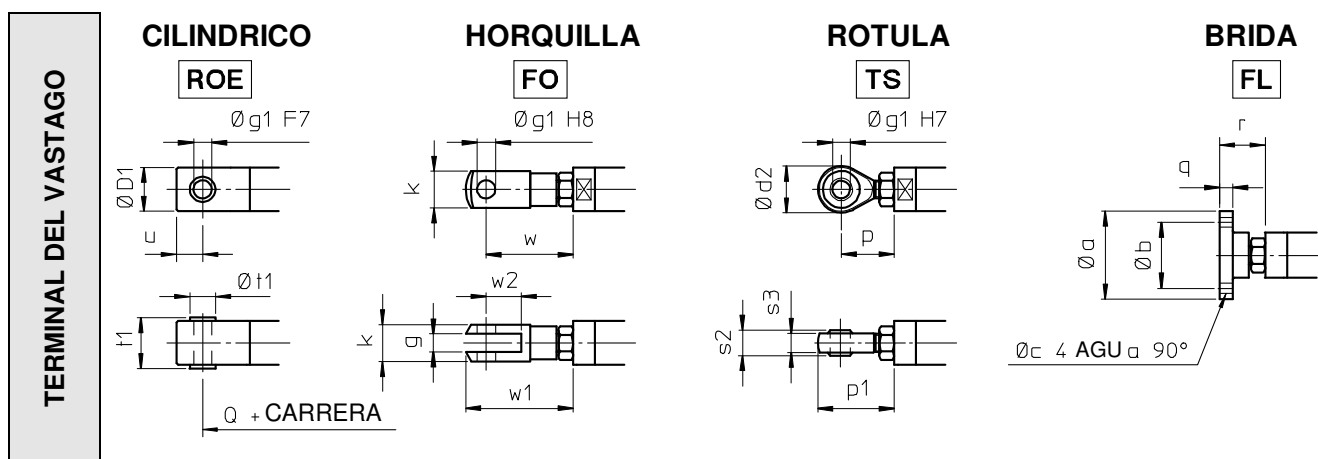 TERMINAL DEL VASTAGO
CILINDRICO
ROE
Øg1 F7
ØD1
u
Øt1
t1
Q + CARRERA
HORQUILLA
FO
Øg1 H8
k
w
w2
k
g
w1
ROTULA
TS
Øg1 H7
Ød2
p
s3
s2
p1
BRIDA
FL
r
q
Øa
Øb
Øc 4 AGU a 90°